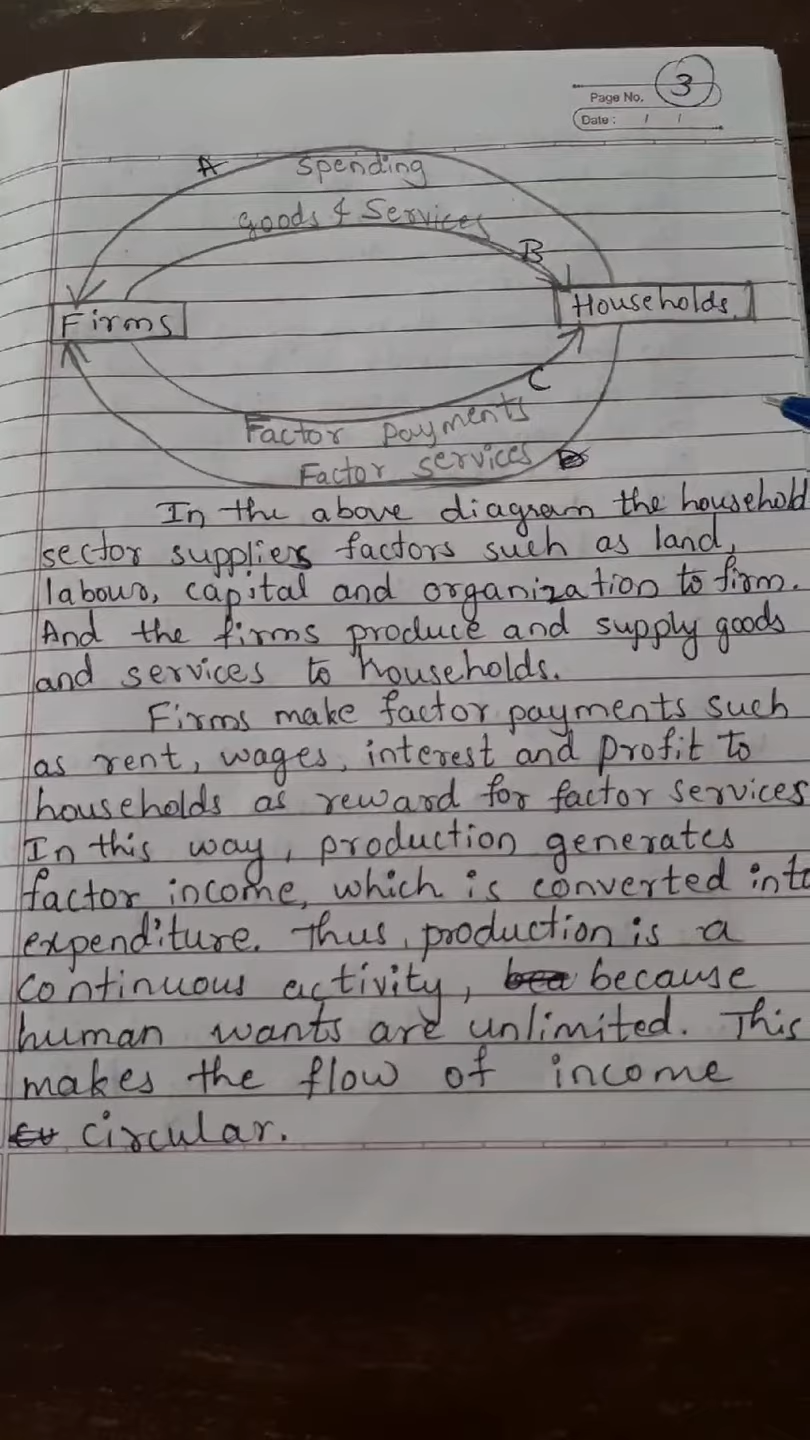 Page No. 3
Date : / /
A Spending
Goods & Services
B
Firms
Households
C
Factor payments
Factor services D
In the above diagram the household
sector suppliers factors such as land,
labour, capital and organization to firm.
And the firms produce and supply goods
and services to households.
Firms make factor payments such
as rent, wages, interest and profit to
households as reward for factor services
In this way, production generates
factor income, which is converted into
expenditure. Thus, production is a
continuous activity, because
human wants are unlimited. This
makes the flow of income
circular.